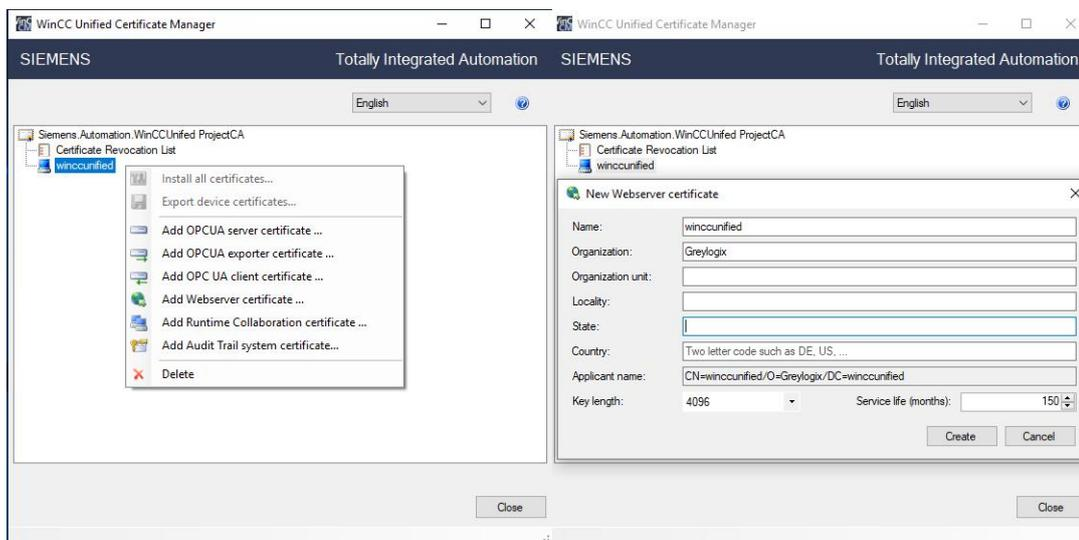 WinCC Unified Certificate Manager
SIEMENS
Totally Integrated Automation
English
Siemens.Automation.WinCCUnifed ProjectCA
Certificate Revocation List
winccunified
Install all certificates...
Export device certificates...
Add OPCUA server certificate ...
Add OPCUA exporter certificate ...
Add OPC UA client certificate ...
Add Webserver certificate ...
Add Runtime Collaboration certificate ...
Add Audit Trail system certificate...
Delete
Close
WinCC Unified Certificate Manager
SIEMENS
Totally Integrated Automation
English
Siemens.Automation.WinCCUnifed ProjectCA
Certificate Revocation List
winccunified
New Webserver certificate
Name: winccunified
Organization: Greylogix
Organization unit:
Locality:
State:
Country: Two letter code such as DE, US, ...
Applicant name: CN=winccunified/O=Greylogix/DC=winccunified
Key length: 4096 Service life (months): 150
Create Cancel
Close